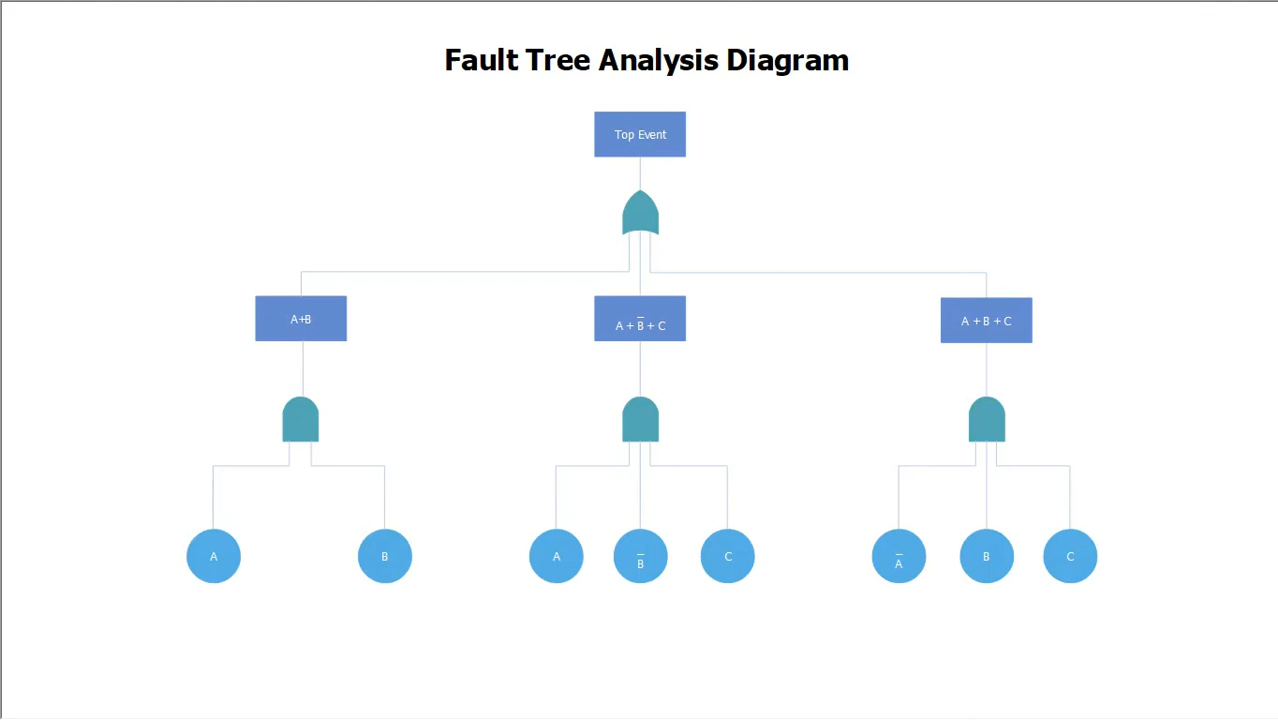 Fault Tree Analysis Diagram
Top Event
A+B
A + B̅ + C
A + B + C
A
B
A
B̅
C
A̅
B
C